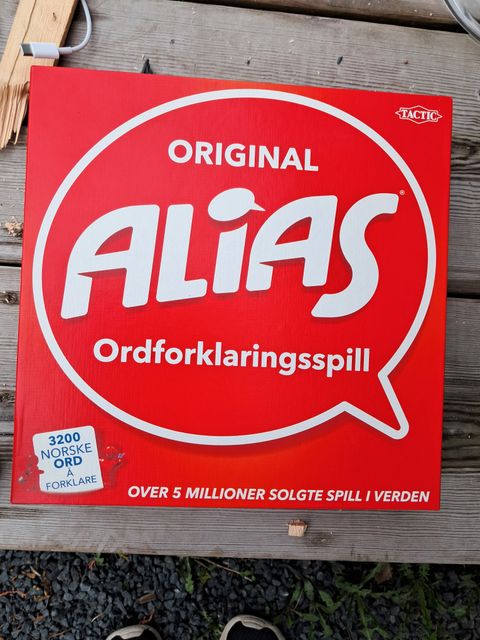 TACTIC
ORIGINAL
ALiAS®
Ordforklaringsspill
3200
NORSKE
ORD
Å
FORKLARE
OVER 5 MILLIONER SOLGTE SPILL I VERDEN